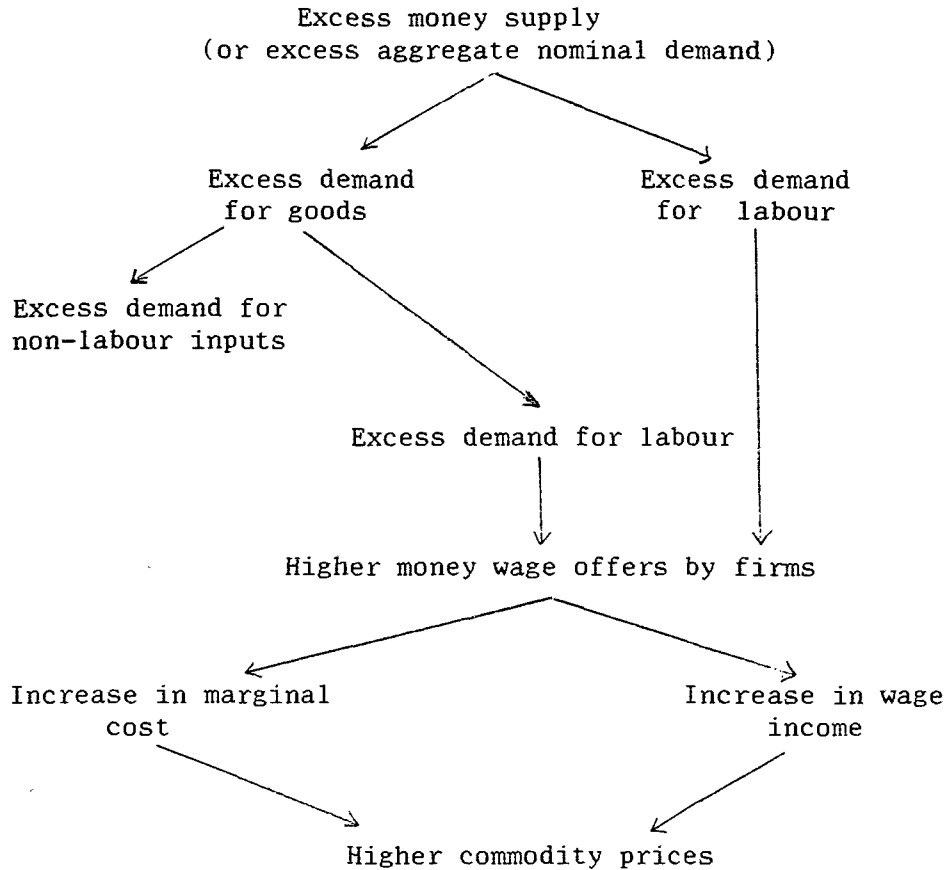 Excess money supply
(or excess aggregate nominal demand)
Excess demand
for goods
Excess demand
for labour
Excess demand for
non-labour inputs
Excess demand for labour
Higher money wage offers by firms
Increase in marginal
cost
Increase in wage
income
Higher commodity prices